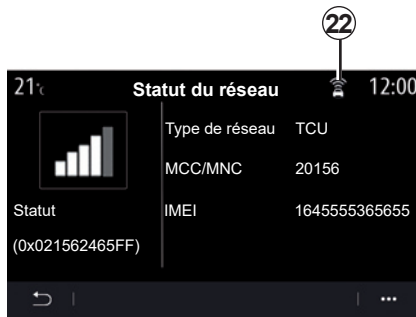 22
21°c Statut du réseau 12:00
Type de réseau TCU
MCC/MNC 20156
Statut IMEI 1645555365655
(0x021562465FF)